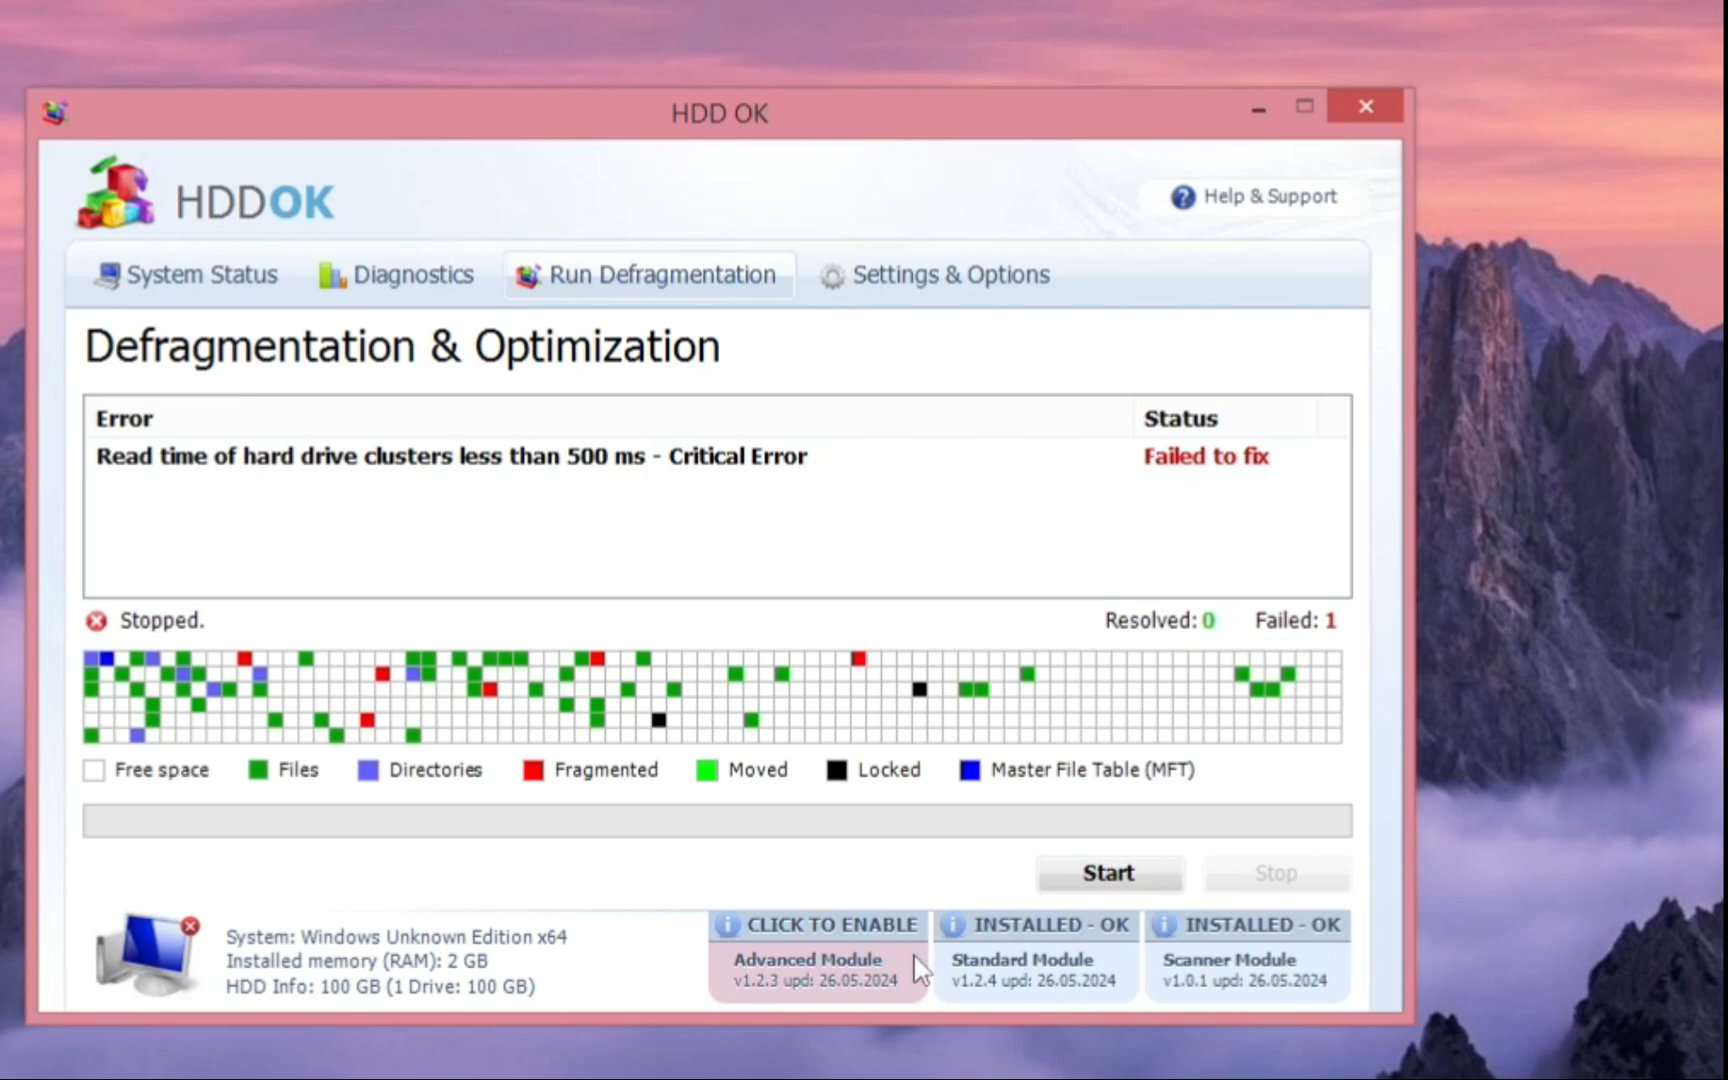 HDD OK
HDDOK
Help & Support
System Status
Diagnostics
Run Defragmentation
Settings & Options
Defragmentation & Optimization
Error
Status
Read time of hard drive clusters less than 500 ms - Critical Error
Failed to fix
Stopped.
Resolved: 0
Failed: 1
Free space
Files
Directories
Fragmented
Moved
Locked
Master File Table (MFT)
Start
Stop
System: Windows Unknown Edition x64
Installed memory (RAM): 2 GB
HDD Info: 100 GB (1 Drive: 100 GB)
CLICK TO ENABLE
Advanced Module
v1.2.3 upd: 26.05.2024
INSTALLED - OK
Standard Module
v1.2.4 upd: 26.05.2024
INSTALLED - OK
Scanner Module
v1.0.1 upd: 26.05.2024